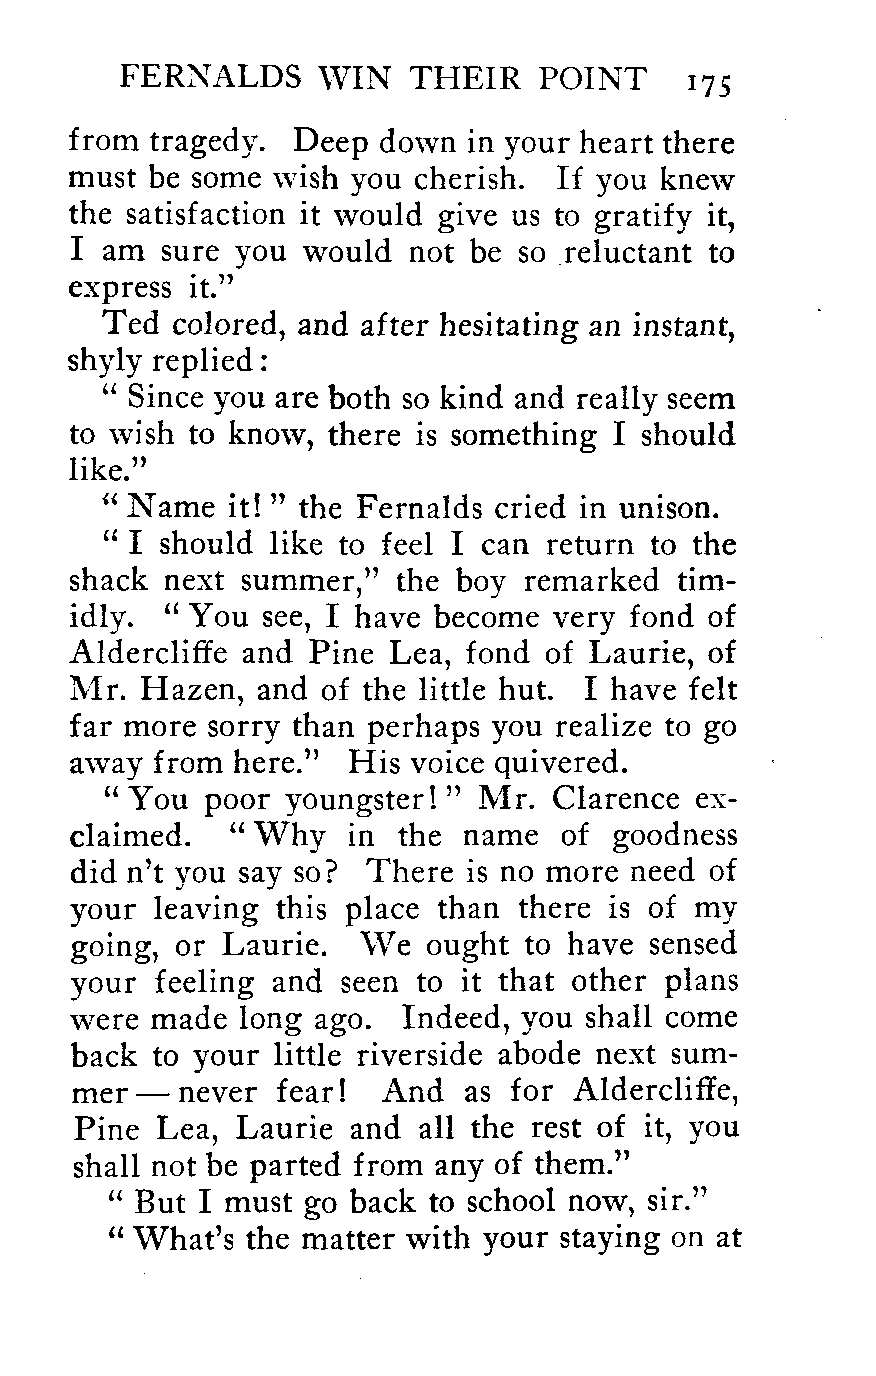 FERNALDS WIN THEIR POINT 175
from tragedy. Deep down in your heart there
must be some wish you cherish. If you knew
the satisfaction it would give us to gratify it,
I am sure you would not be so reluctant to
express it."
Ted colored, and after hesitating an instant,
shyly replied:
" Since you are both so kind and really seem
to wish to know, there is something I should
like."
" Name it! " the Fernalds cried in unison.
" I should like to feel I can return to the
shack next summer," the boy remarked tim-
idly. " You see, I have become very fond of
Aldercliffe and Pine Lea, fond of Laurie, of
Mr. Hazen, and of the little hut. I have felt
far more sorry than perhaps you realize to go
away from here." His voice quivered.
" You poor youngster! " Mr. Clarence ex-
claimed. " Why in the name of goodness
did n't you say so? There is no more need of
your leaving this place than there is of my
going, or Laurie. We ought to have sensed
your feeling and seen to it that other plans
were made long ago. Indeed, you shall come
back to your little riverside abode next sum-
mer — never fear! And as for Aldercliffe,
Pine Lea, Laurie and all the rest of it, you
shall not be parted from any of them."
" But I must go back to school now, sir."
" What's the matter with your staying on at